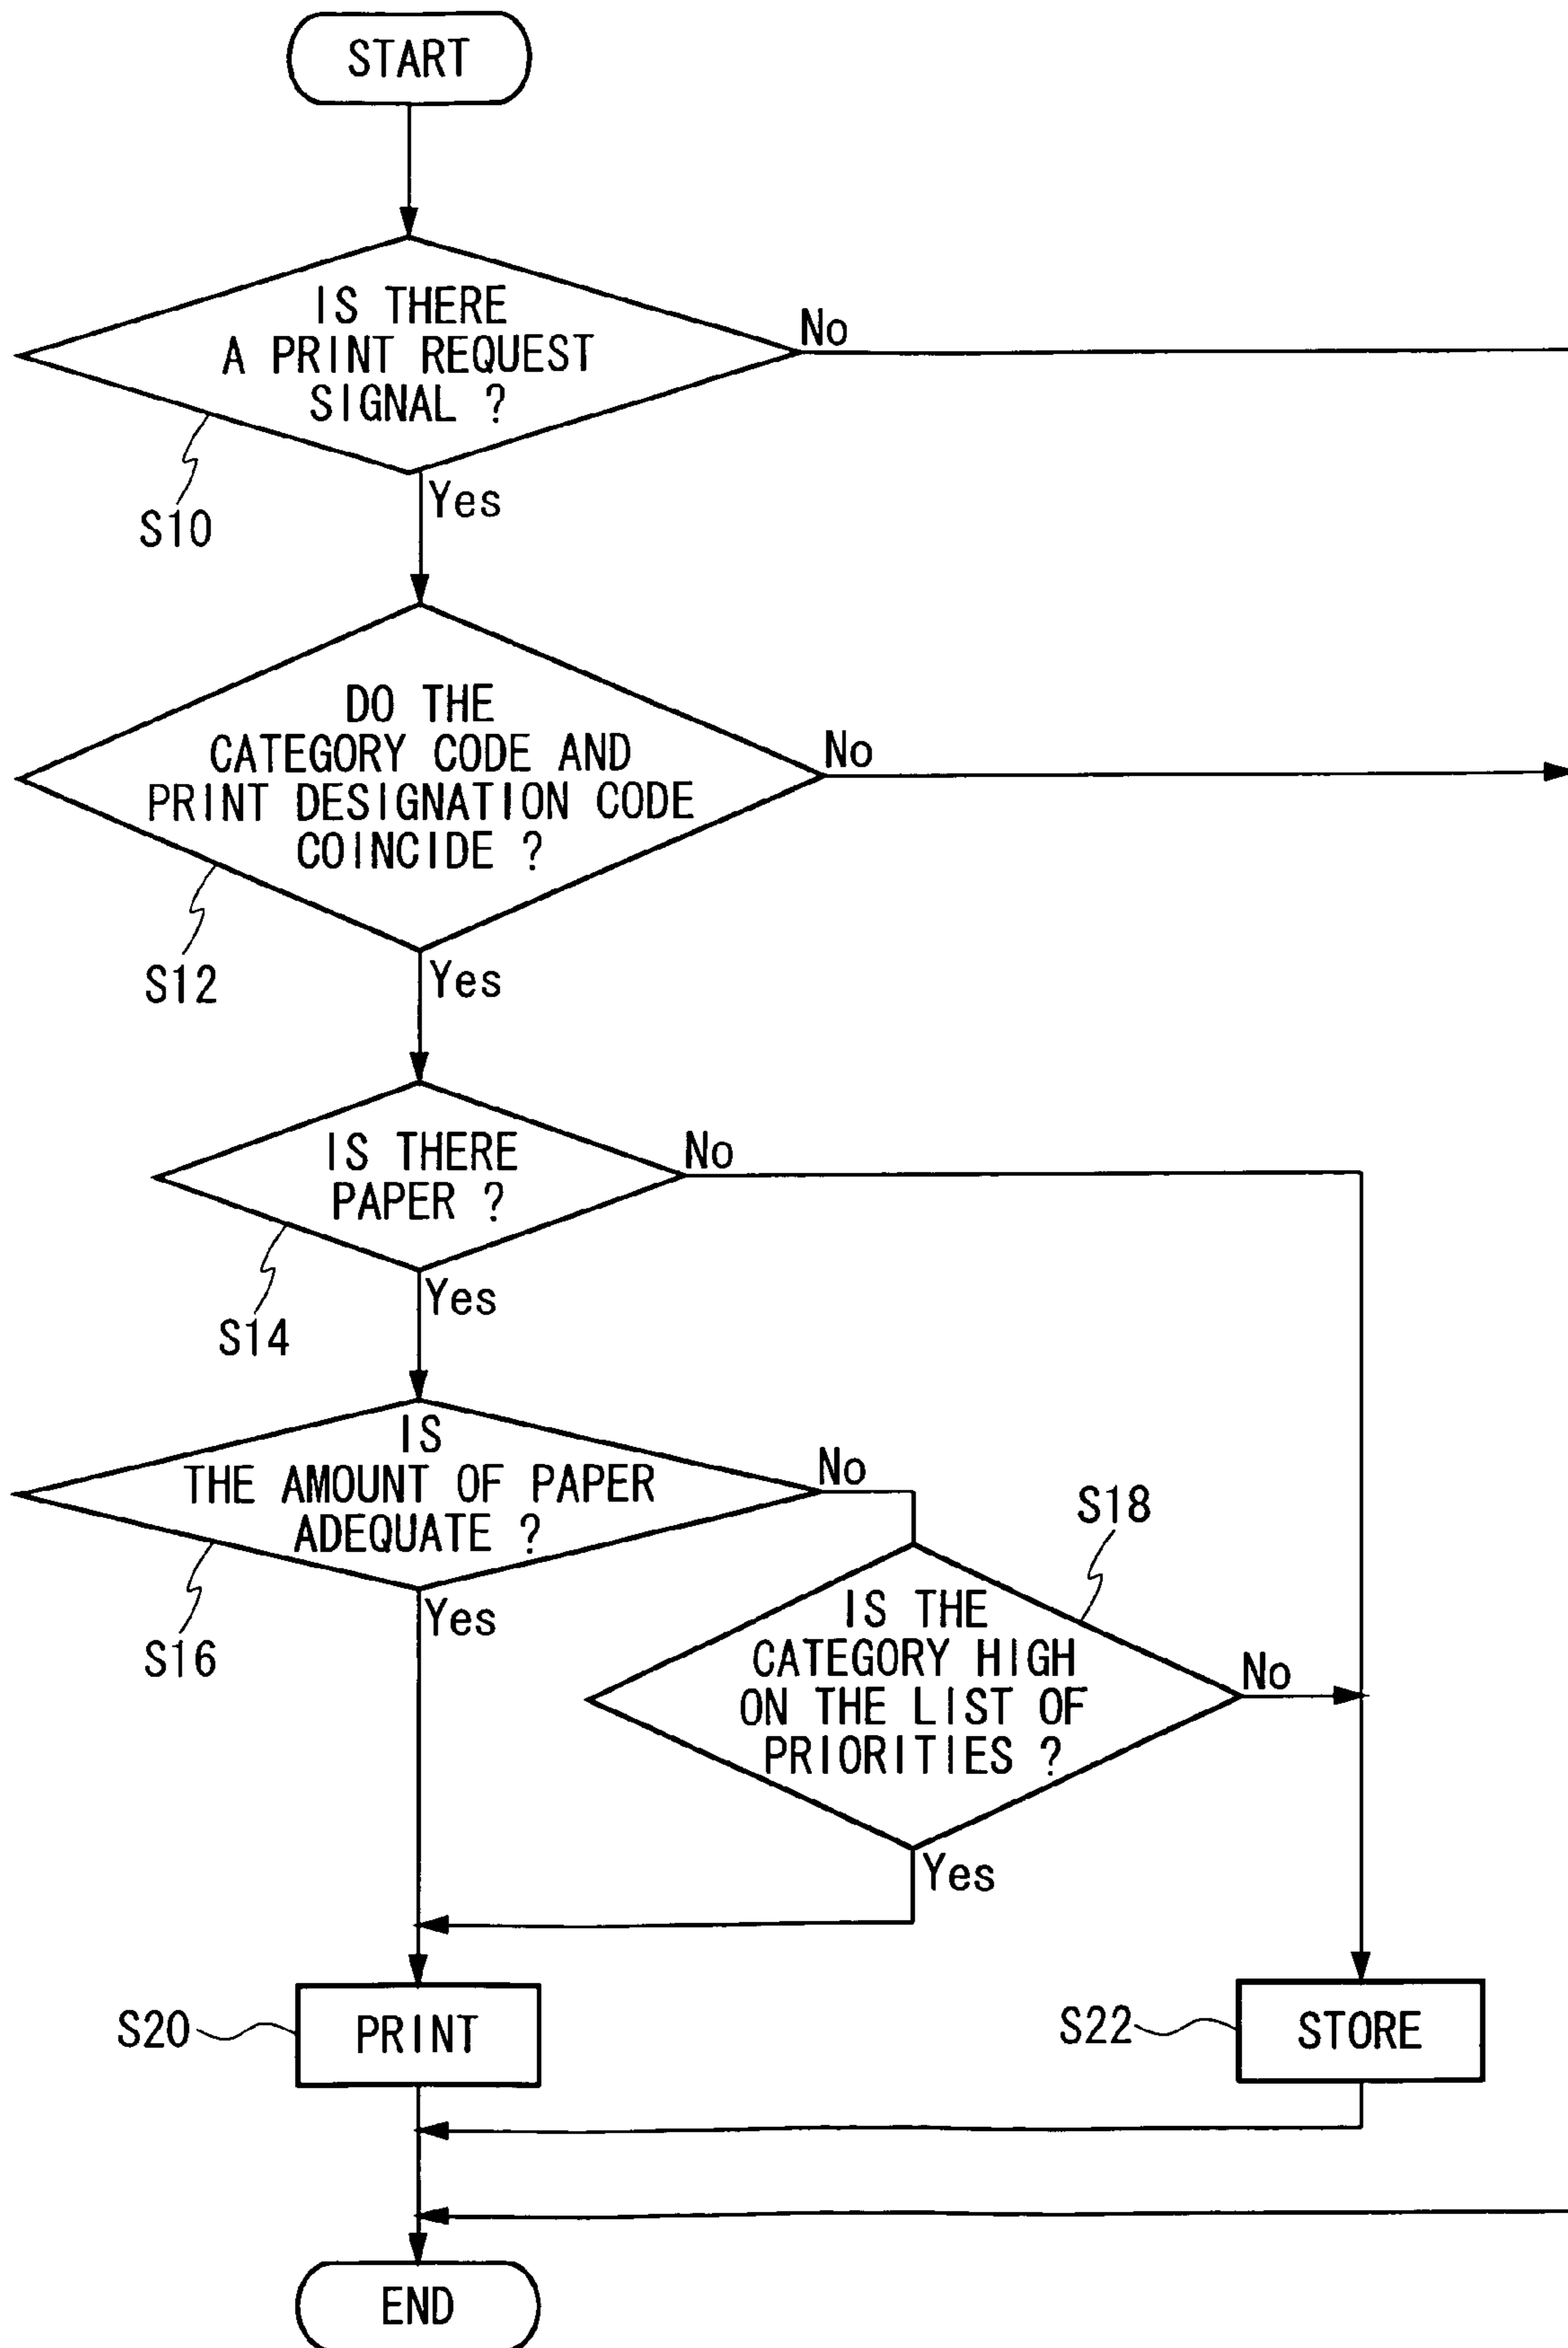 START
IS THERE
A PRINT REQUEST
SIGNAL ?
No
S10
Yes
DO THE
CATEGORY CODE AND
PRINT DESIGNATION CODE
COINCIDE ?
No
S12
Yes
IS THERE
PAPER ?
No
S14
Yes
IS
THE AMOUNT OF PAPER
ADEQUATE ?
No
S16
Yes
S18
IS THE
CATEGORY HIGH
ON THE LIST OF
PRIORITIES ?
No
Yes
S20
PRINT
S22
STORE
END